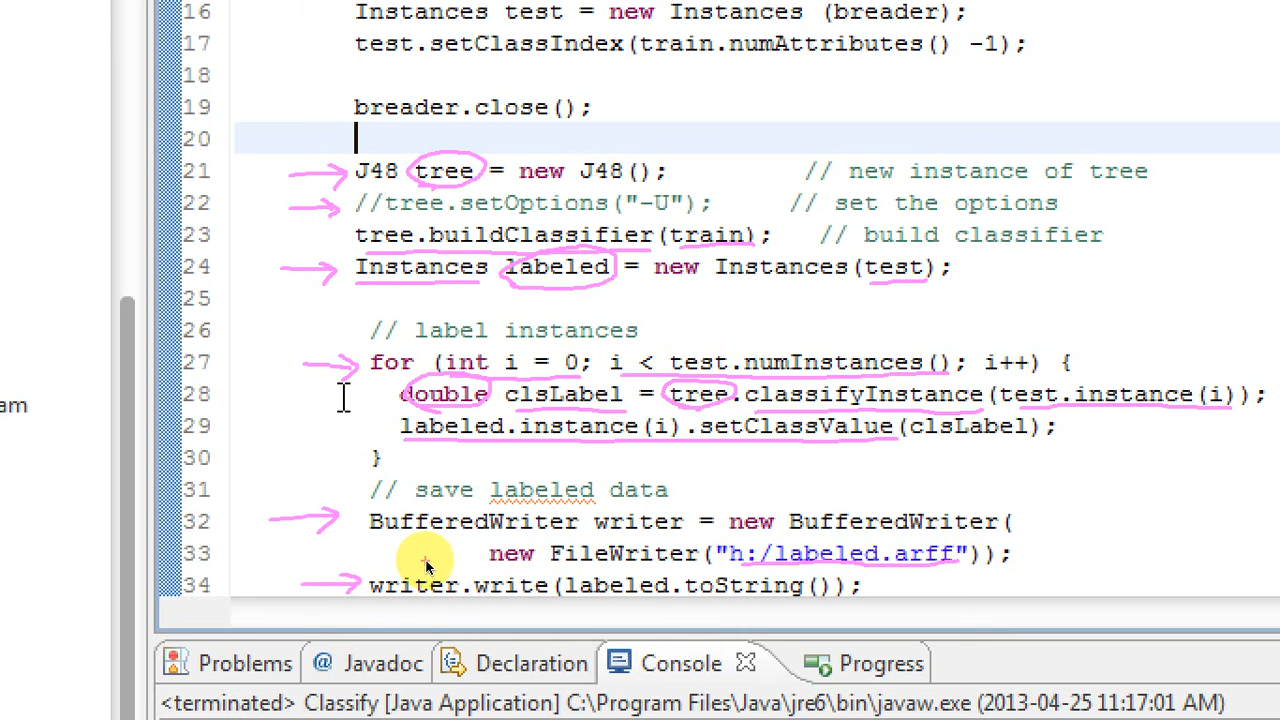 16 Instances test = new Instances (breader);
17 test.setClassIndex(train.numAttributes() -1);
18
19 breader.close();
20
21 J48 tree = new J48(); // new instance of tree
22 //tree.setOptions("-U"); // set the options
23 tree.buildClassifier(train); // build classifier
24 Instances labeled = new Instances(test);
25
26 // label instances
27 for (int i = 0; i < test.numInstances(); i++) {
28 double clsLabel = tree.classifyInstance(test.instance(i));
am
29 labeled.instance(i).setClassValue(clsLabel);
30 }
31 // save labeled data
32 BufferedWriter writer = new BufferedWriter(
33 new FileWriter("h:/labeled.arff"));
34 writer.write(labeled.toString());
Problems @ Javadoc Declaration Console Progress
<terminated> Classify [Java Application] C:\Program Files\Java\jre6\bin\javaw.exe (2013-04-25 11:17:01 AM)